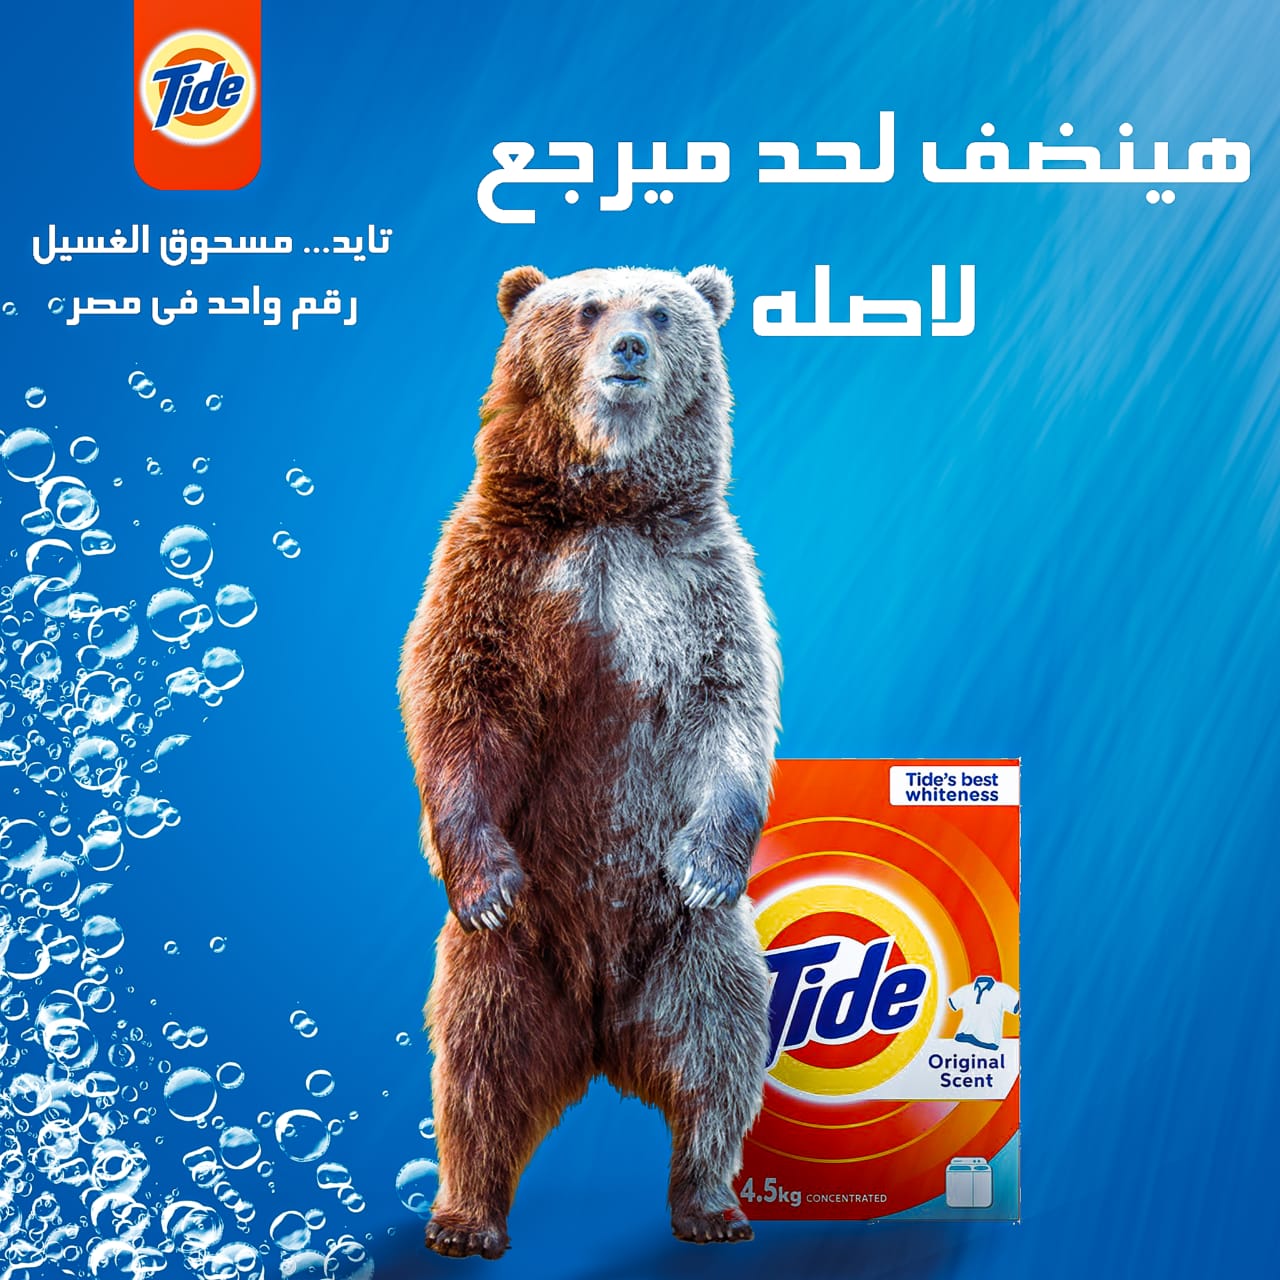 Tide
هينضف لحد ميرجع
لاصله
تايد... مسحوق الغسيل
رقم واحد فى مصر
Tide's best
whiteness
Tide
Original
Scent
4.5kg CONCENTRATED